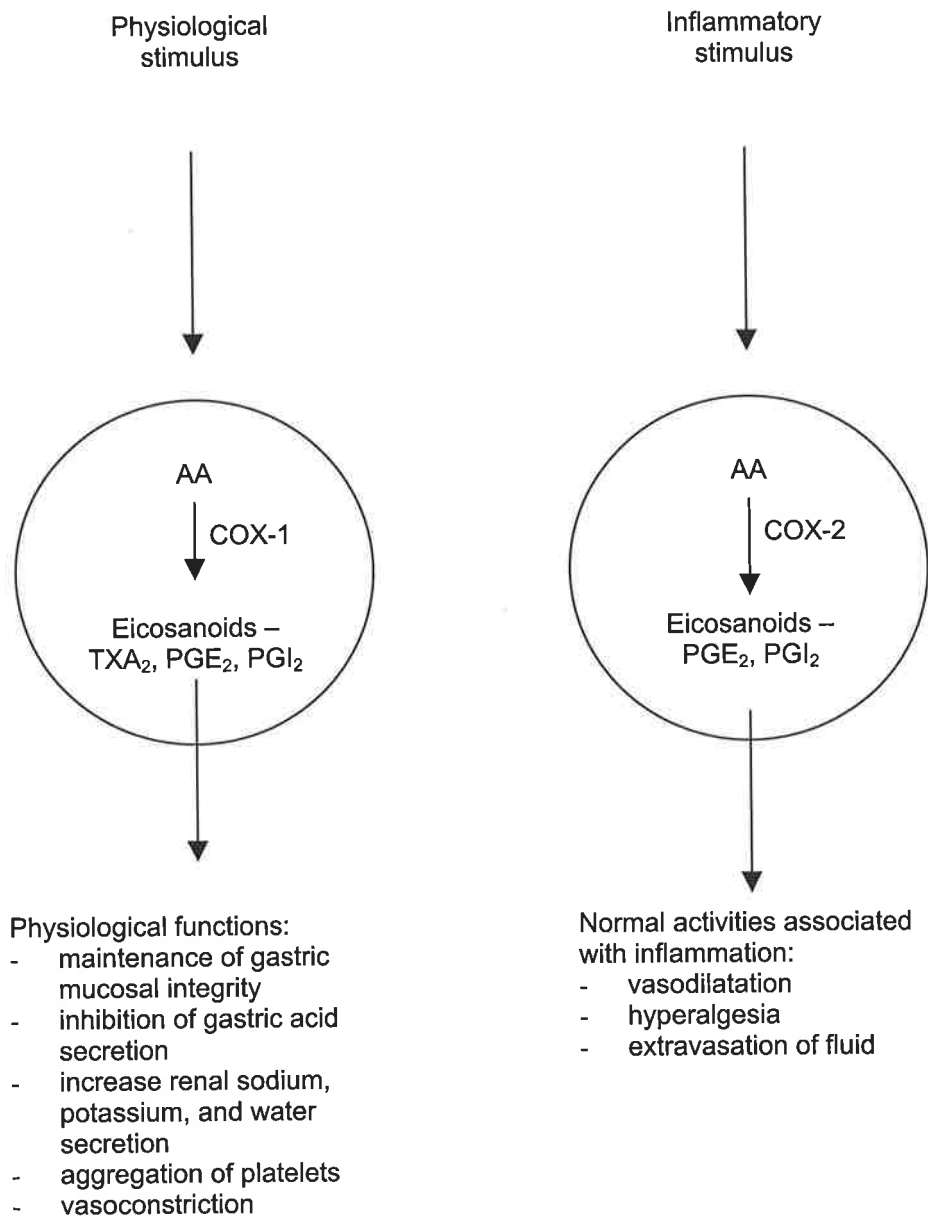 Physiological
stimulus
Inflammatory
stimulus
AA
COX-1
Eicosanoids –
TXA₂, PGE₂, PGI₂
AA
COX-2
Eicosanoids –
PGE₂, PGI₂
Physiological functions:
- maintenance of gastric
mucosal integrity
- inhibition of gastric acid
secretion
- increase renal sodium,
potassium, and water
secretion
- aggregation of platelets
- vasoconstriction
Normal activities associated
with inflammation:
- vasodilatation
- hyperalgesia
- extravasation of fluid